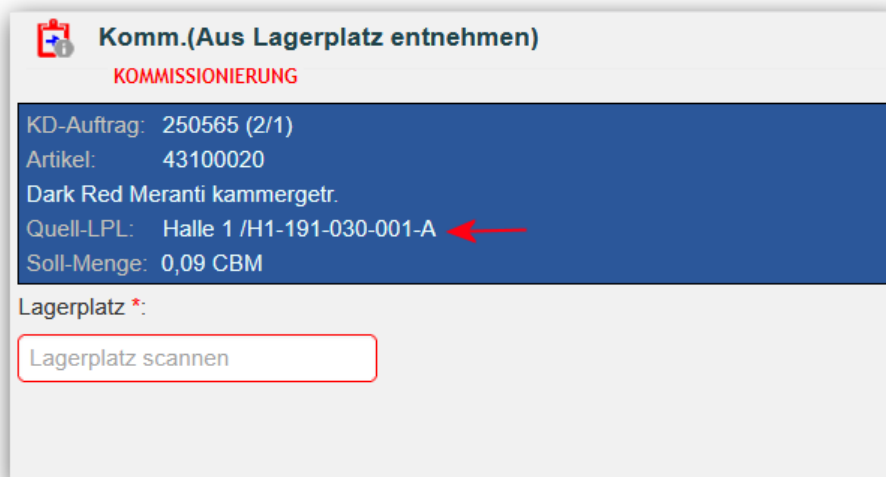 Komm.(Aus Lagerplatz entnehmen)
KOMMISSIONIERUNG
KD-Auftrag: 250565 (2/1)
Artikel: 43100020
Dark Red Meranti kammergetr.
Quell-LPL: Halle 1 /H1-191-030-001-A
Soll-Menge: 0,09 CBM
Lagerplatz *:
Lagerplatz scannen